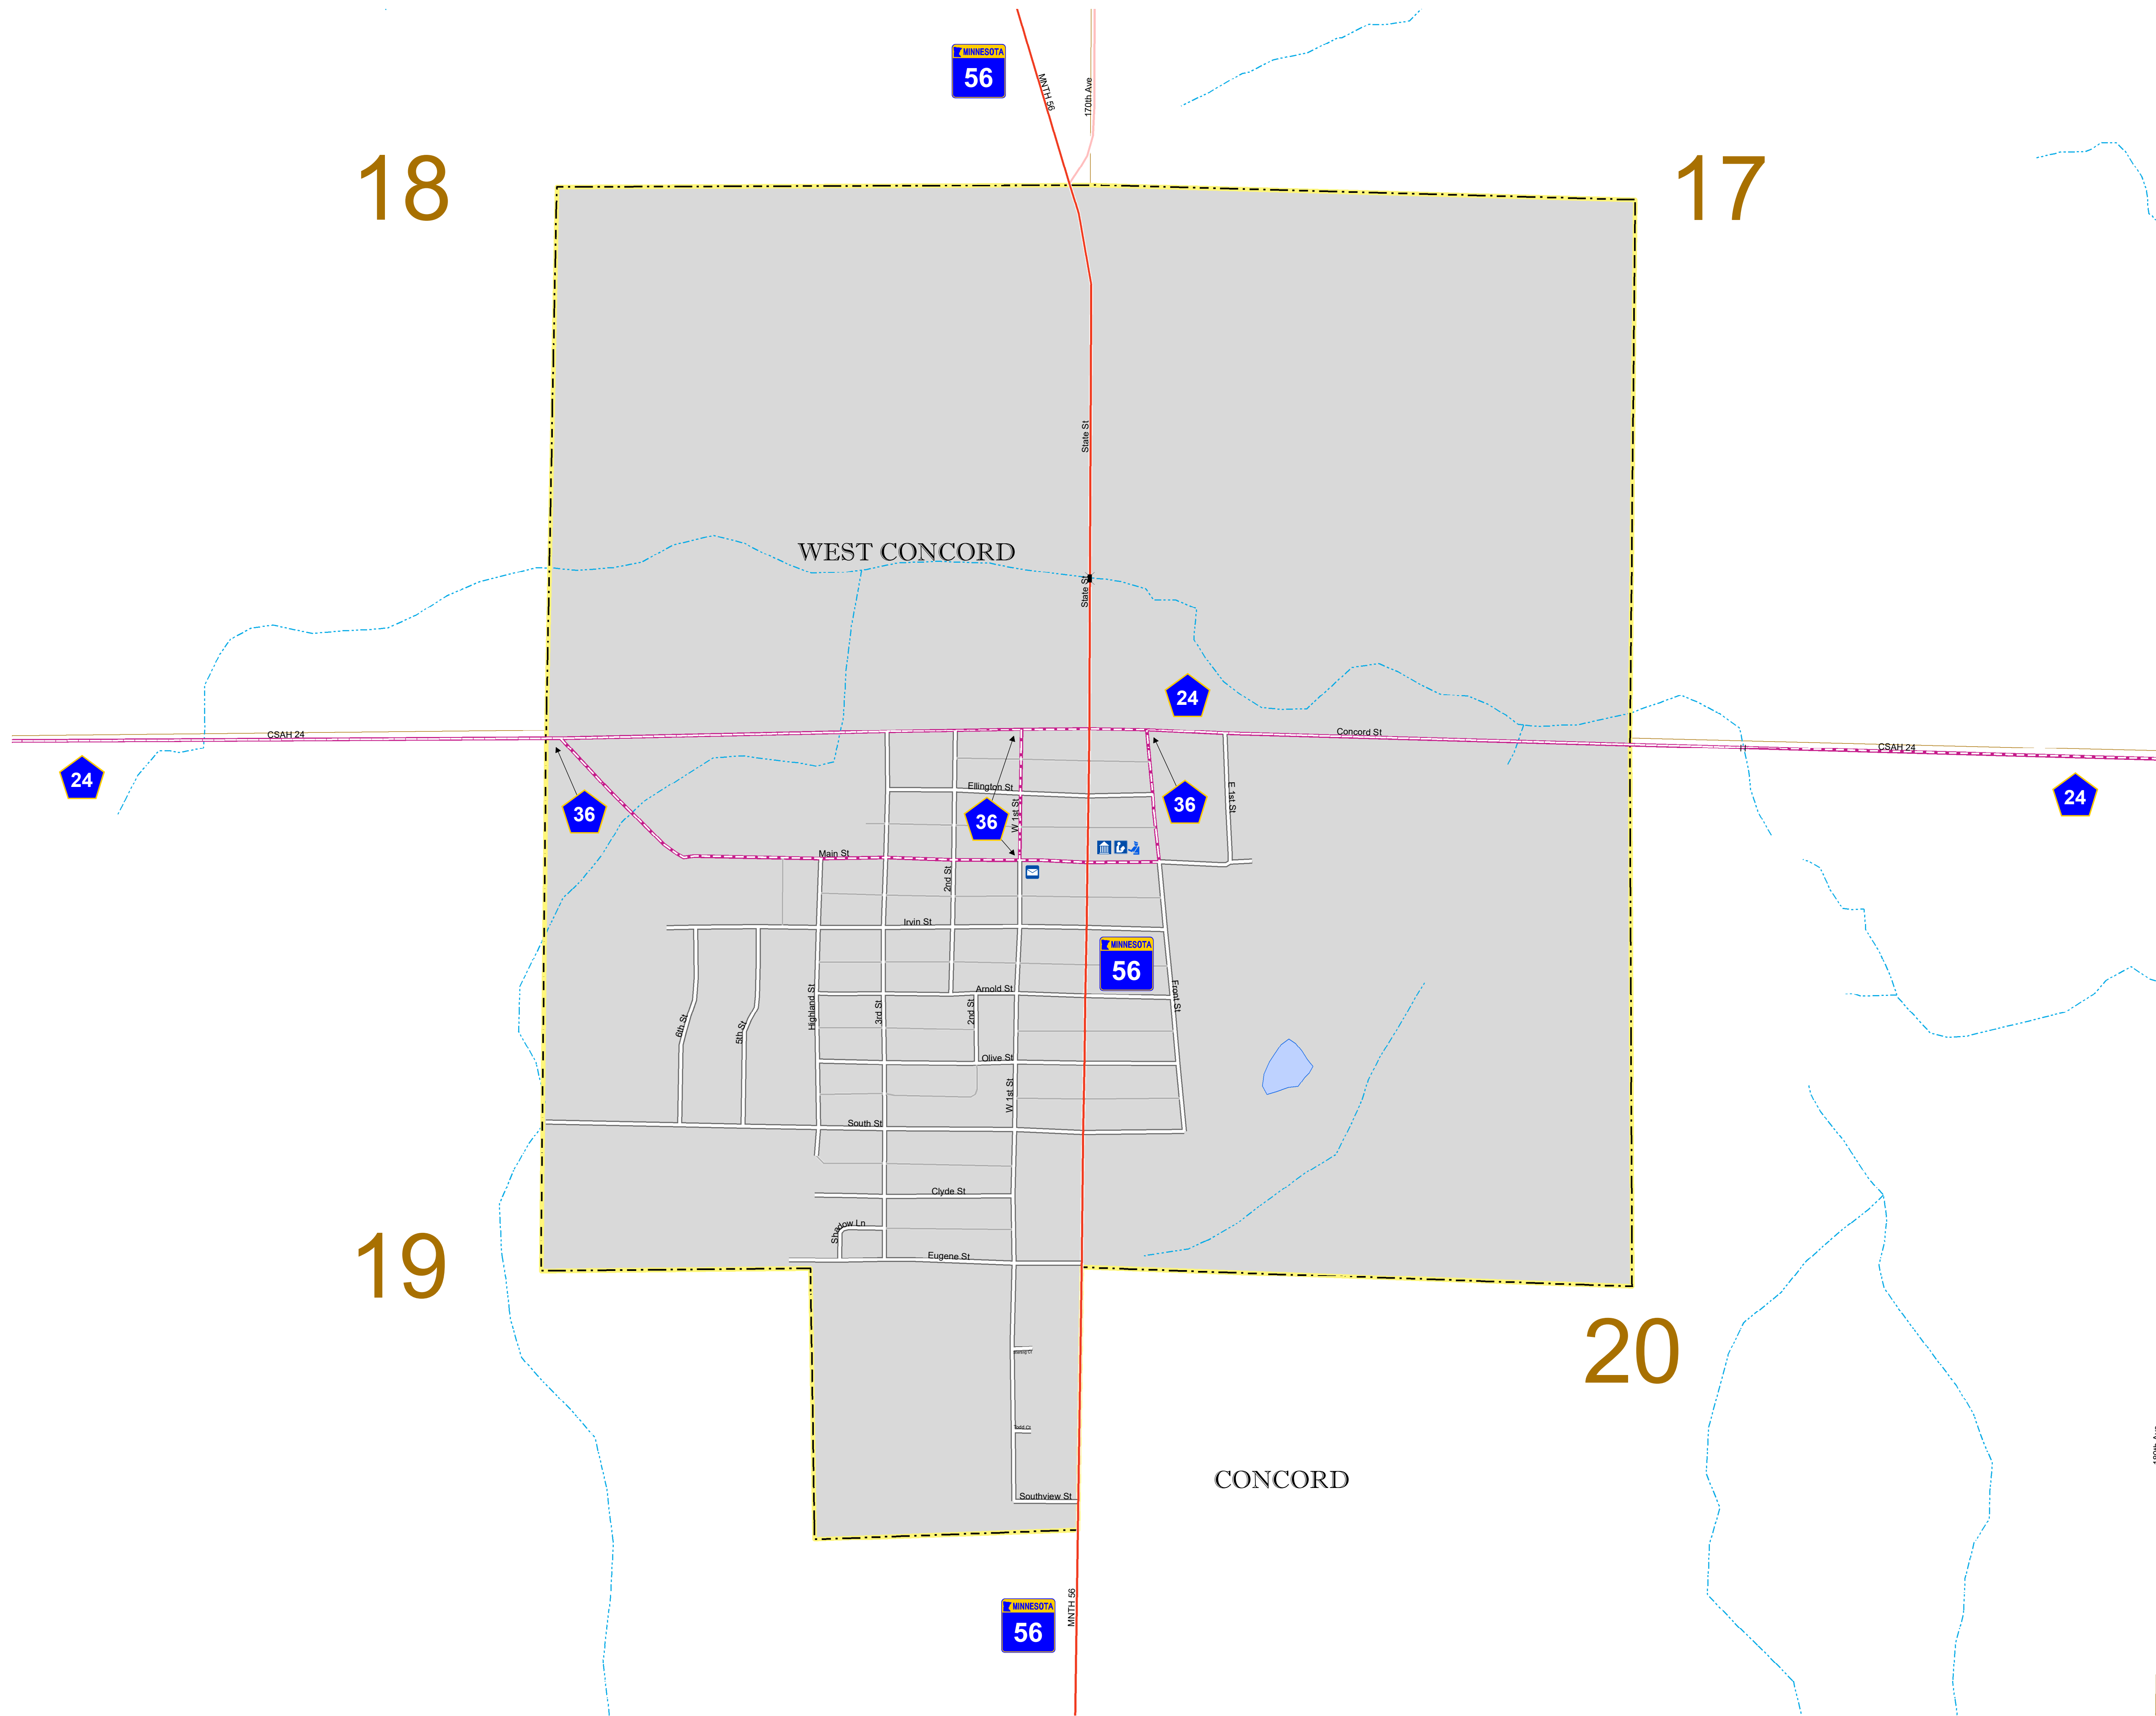 MINNESOTA
56
MNTH 56
170th Ave
18
17
State St
WEST CONCORD
State St
24
CSAH 24
Concord St
CSAH 24
24
36
Ellington St
36
W 1st St
36
E 1st St
24
Main St
2nd St
Irvin St
MINNESOTA
56
Highland St
3rd St
2nd St
Arnold St
Front St
6th St
5th St
Olive St
W 1st St
South St
Clyde St
Shadow Ln
19
Eugene St
20
Todd Ct
CONCORD
Southview St
MINNESOTA
56
MNTH 56